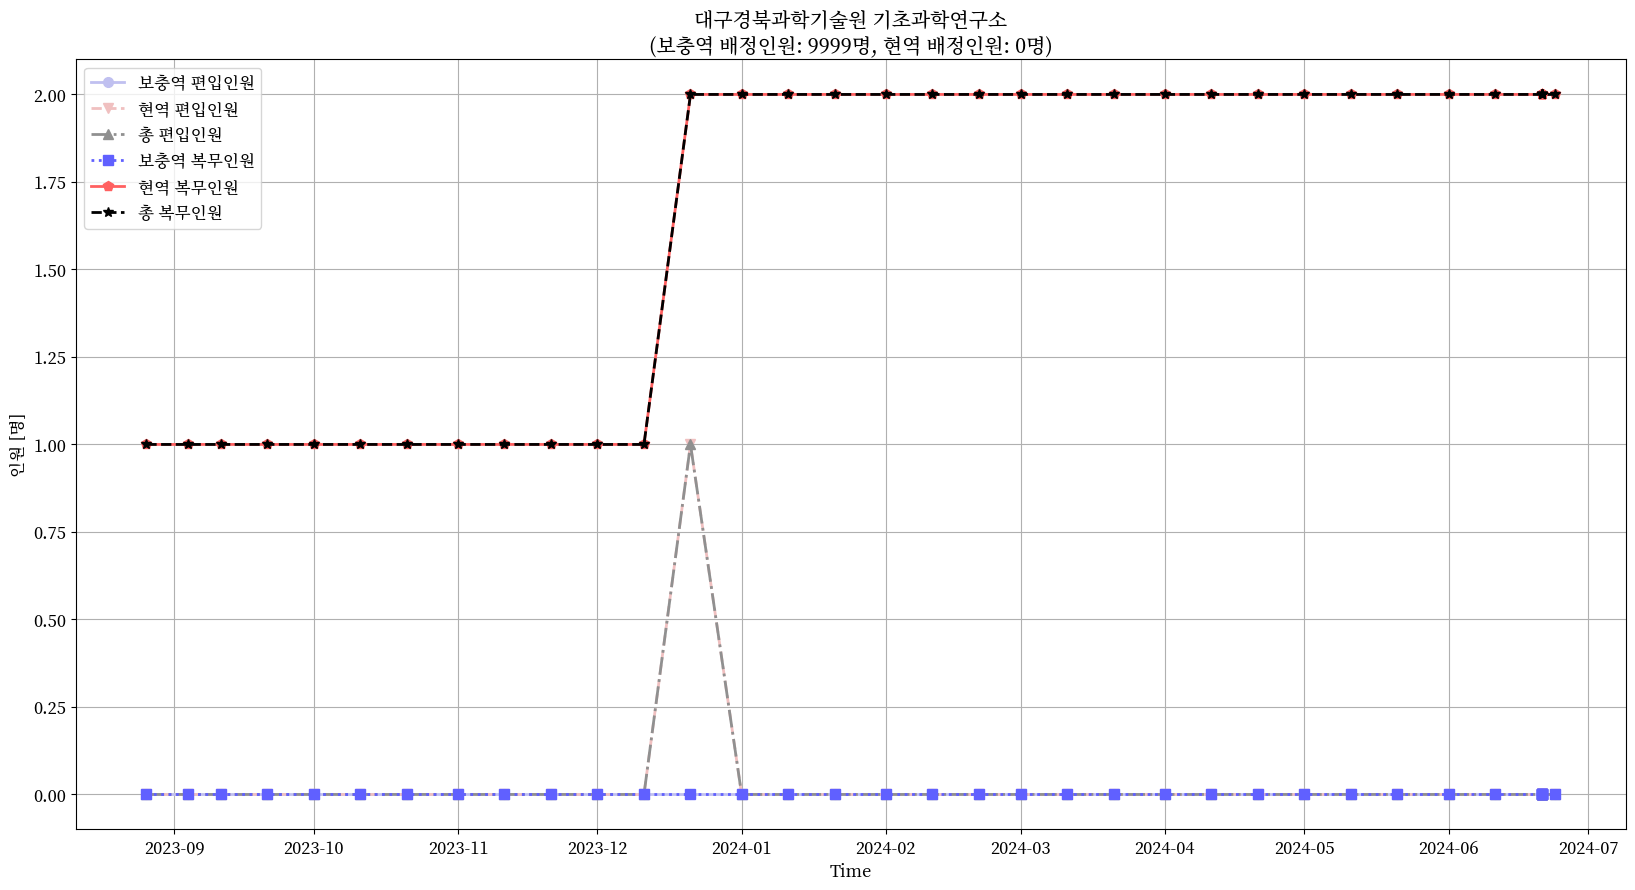 대구경북과학기술원 기초과학연구소
(보충역 배정인원: 9999명, 현역 배정인원: 0명)
보충역 편입인원
현역 편입인원
총 편입인원
보충역 복무인원
현역 복무인원
총 복무인원
2.00
1.75
1.50
1.25
1.00
0.75
0.50
0.25
0.00
인원 [명]
2023-09 2023-10 2023-11 2023-12 2024-01 2024-02 2024-03 2024-04 2024-05 2024-06 2024-07
Time